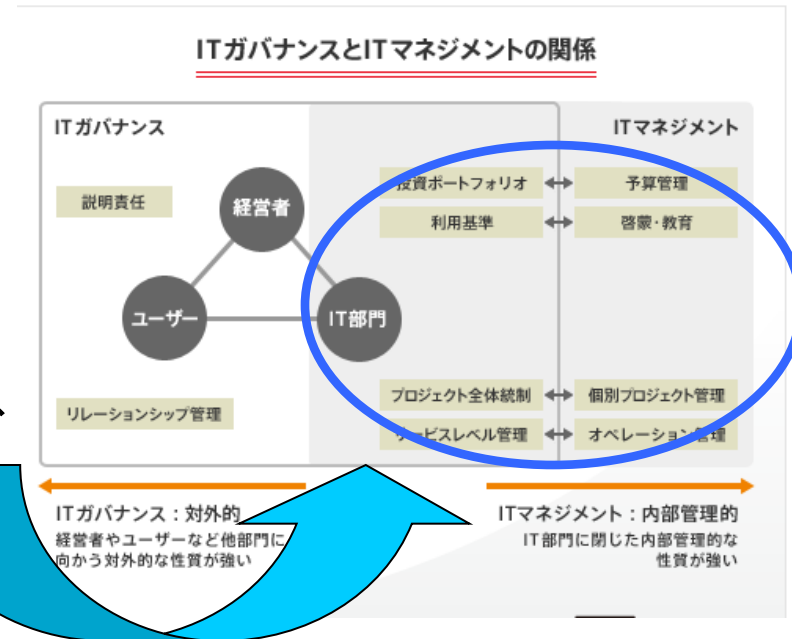 ITガバナンスとITマネジメントの関係
ITガバナンス
ITマネジメント
説明責任
経営者
ユーザー
IT部門
リレーションシップ管理
投資ポートフォリオ
予算管理
利用基準
啓蒙・教育
プロジェクト全体統制
個別プロジェクト管理
サービスレベル管理
オペレーション管理
ITガバナンス：対外的
経営者やユーザーなど他部門に
向かう対外的な性質が強い
ITマネジメント：内部管理的
IT部門に閉じた内部管理的な
性質が強い